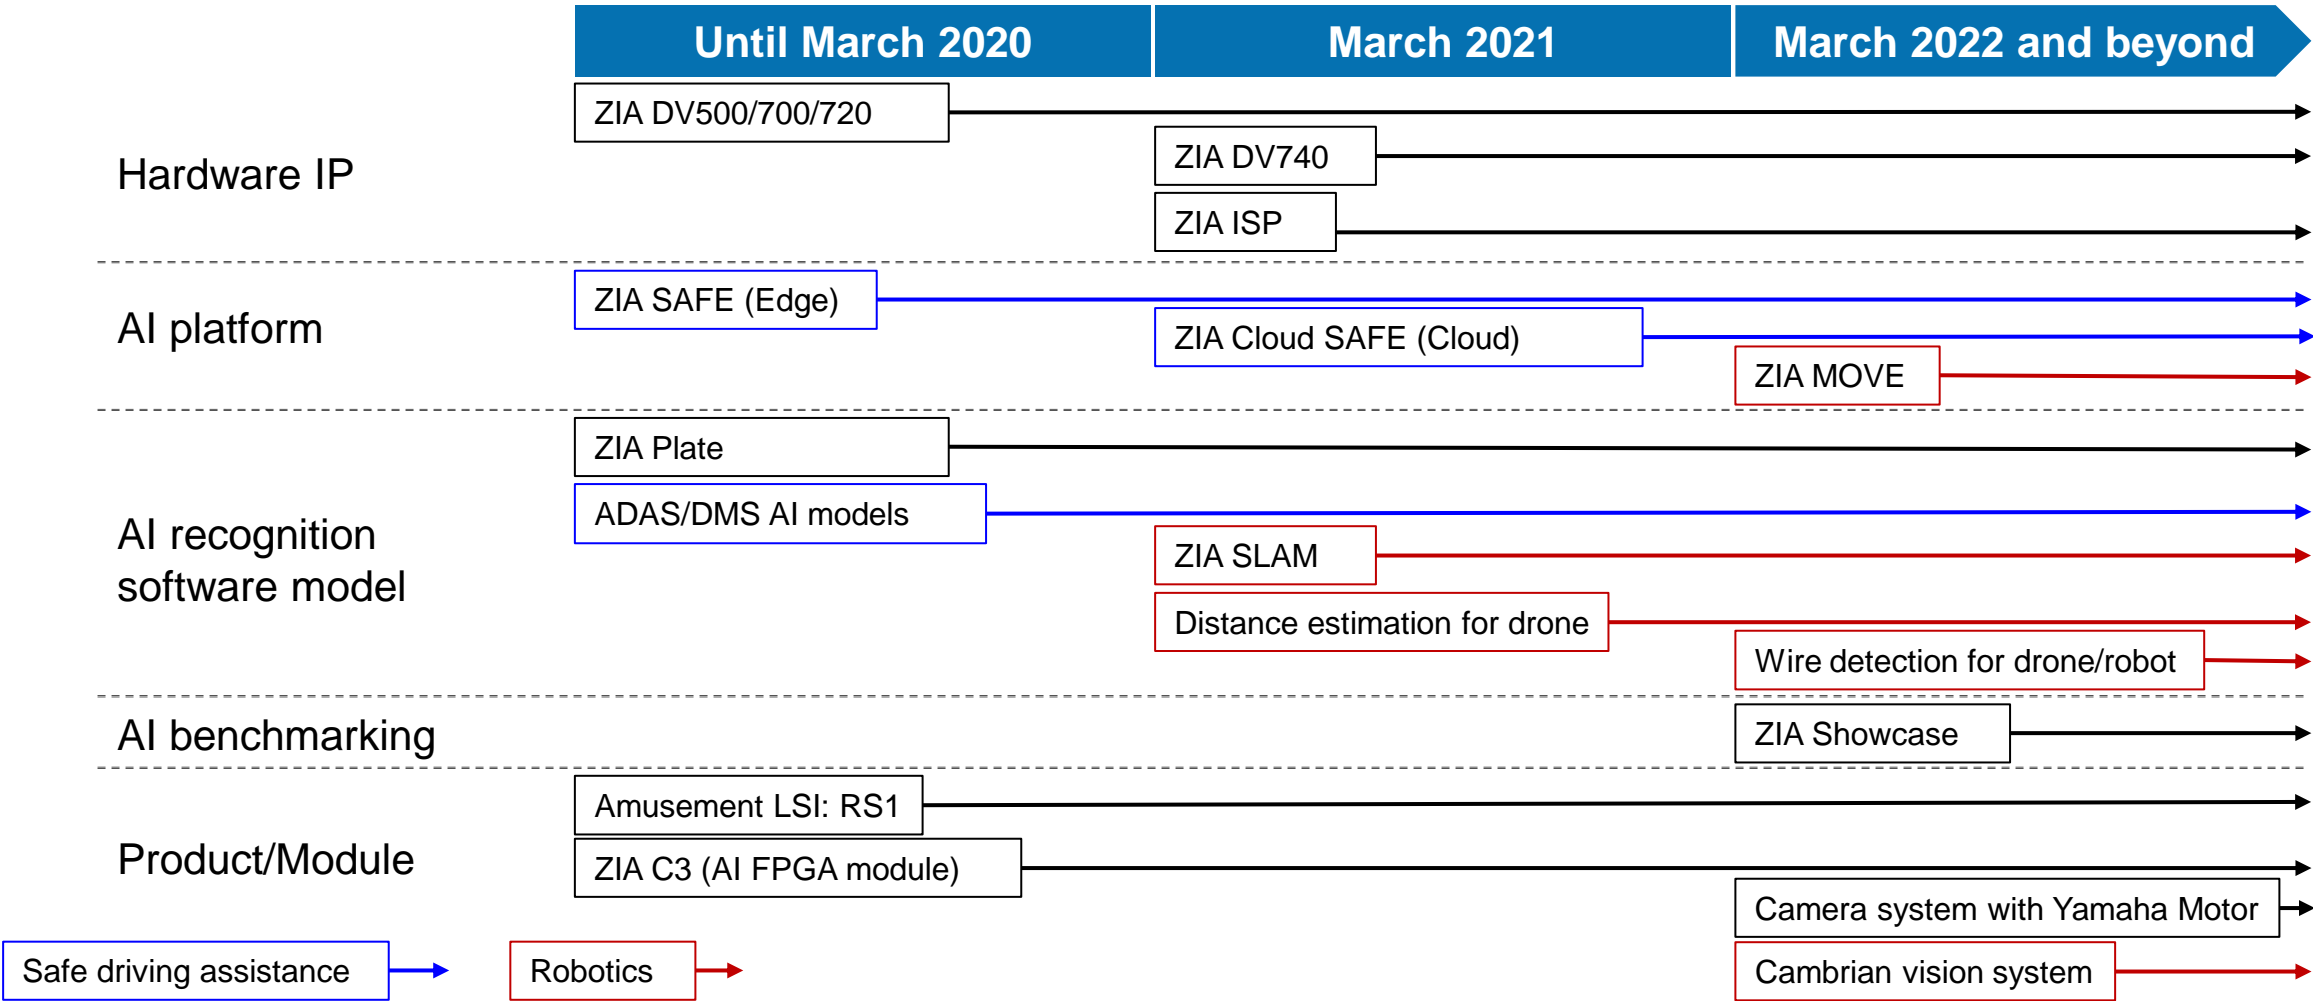 Until March 2020
March 2021
March 2022 and beyond
Hardware IP
ZIA DV500/700/720
ZIA DV740
ZIA ISP
AI platform
ZIA SAFE (Edge)
ZIA Cloud SAFE (Cloud)
ZIA MOVE
AI recognition
software model
ZIA Plate
ADAS/DMS AI models
ZIA SLAM
Distance estimation for drone
Wire detection for drone/robot
AI benchmarking
ZIA Showcase
Product/Module
Amusement LSI: RS1
ZIA C3 (AI FPGA module)
Camera system with Yamaha Motor
Cambrian vision system
Safe driving assistance
Robotics